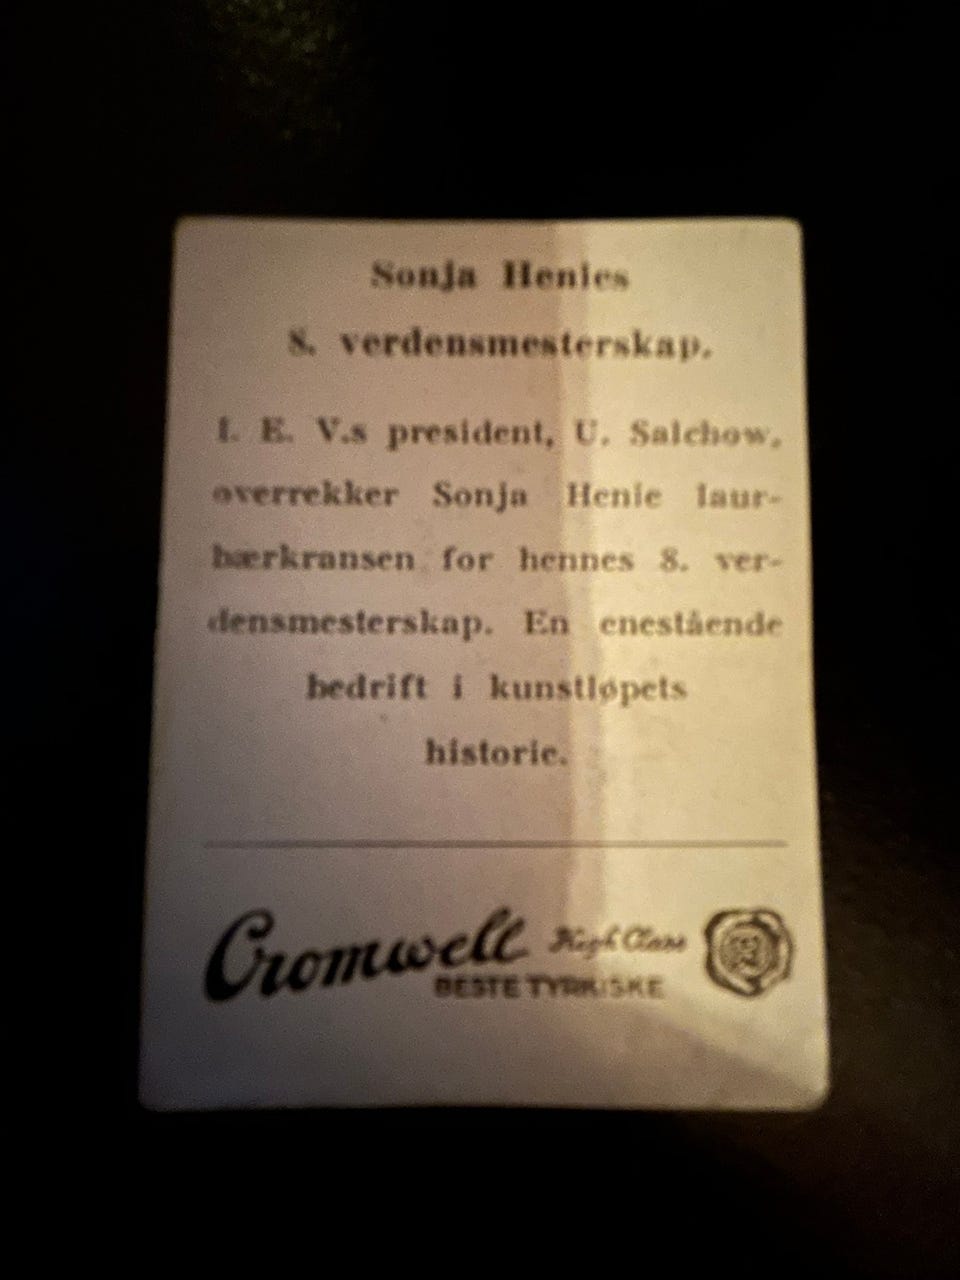 Sonja Henies
8. verdensmesterskap.
I. E. V.s president, U. Salchow,
overrekker Sonja Henie laur-
bærkransen for hennes 8. ver-
densmesterskap. En enestående
bedrift i kunstløpets
historie.
Cromwell High Class
BESTE TYRKISKE